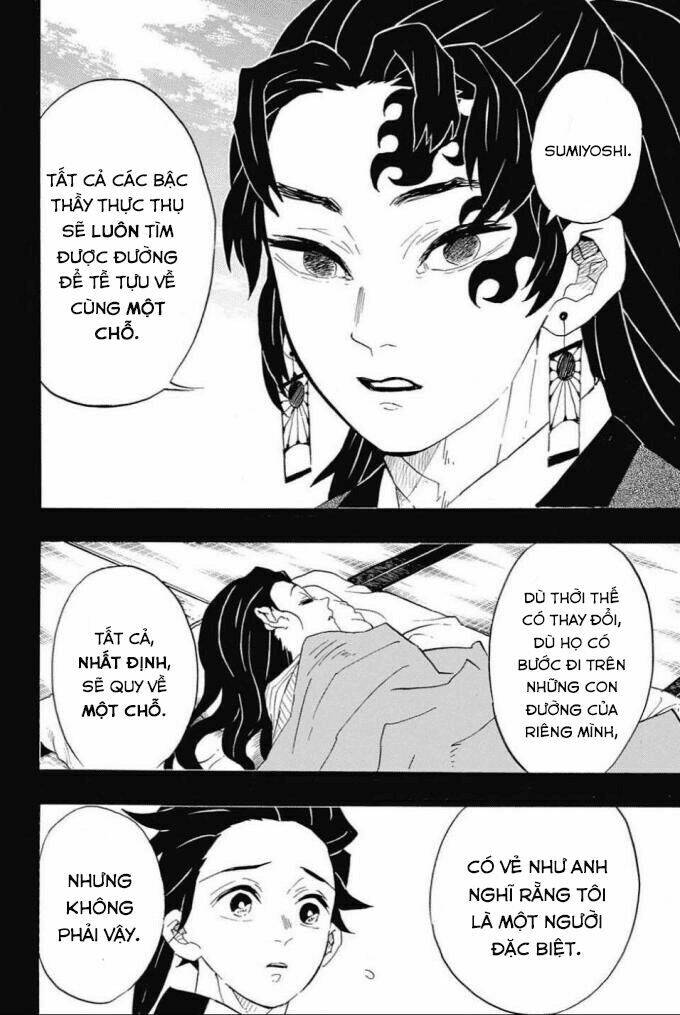 SUMIYOSHI.
TẤT CẢ CÁC BẬC
THẦY THỰC THỤ
SẼ LUÔN TÌM
ĐƯỢC ĐƯỜNG
ĐỂ TỀ TỰU VỀ
CÙNG MỘT
CHỖ.
DÙ THỜI THẾ
CÓ THAY ĐỔI,
DÙ HỌ CÓ
BƯỚC ĐI TRÊN
NHỮNG CON
ĐƯỜNG CỦA
RIÊNG MÌNH,
TẤT CẢ,
NHẤT ĐỊNH,
SẼ QUY VỀ
MỘT CHỖ.
CÓ VẺ NHƯ ANH
NGHĨ RẰNG TÔI
LÀ MỘT NGƯỜI
ĐẶC BIỆT.
NHƯNG
KHÔNG
PHẢI VẬY.